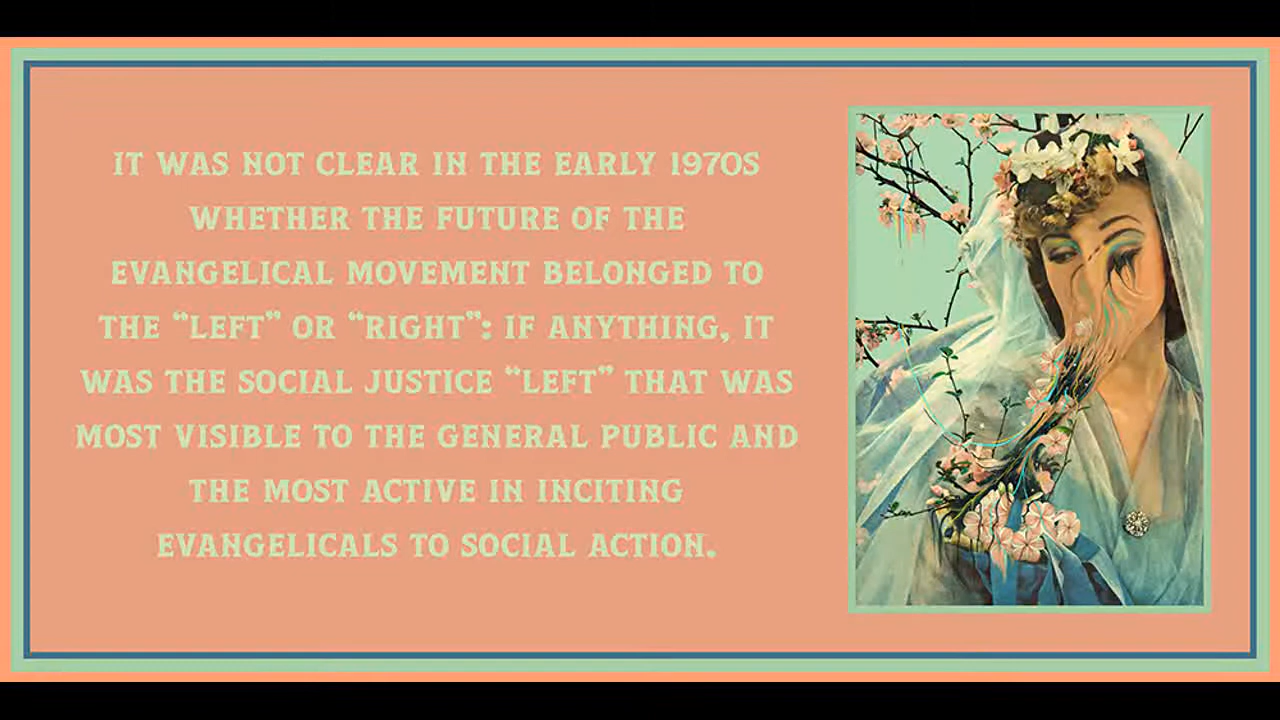 IT WAS NOT CLEAR IN THE EARLY 1970S
WHETHER THE FUTURE OF THE
EVANGELICAL MOVEMENT BELONGED TO
THE “LEFT” OR “RIGHT”: IF ANYTHING, IT
WAS THE SOCIAL JUSTICE “LEFT” THAT WAS
MOST VISIBLE TO THE GENERAL PUBLIC AND
THE MOST ACTIVE IN INCITING
EVANGELICALS TO SOCIAL ACTION.